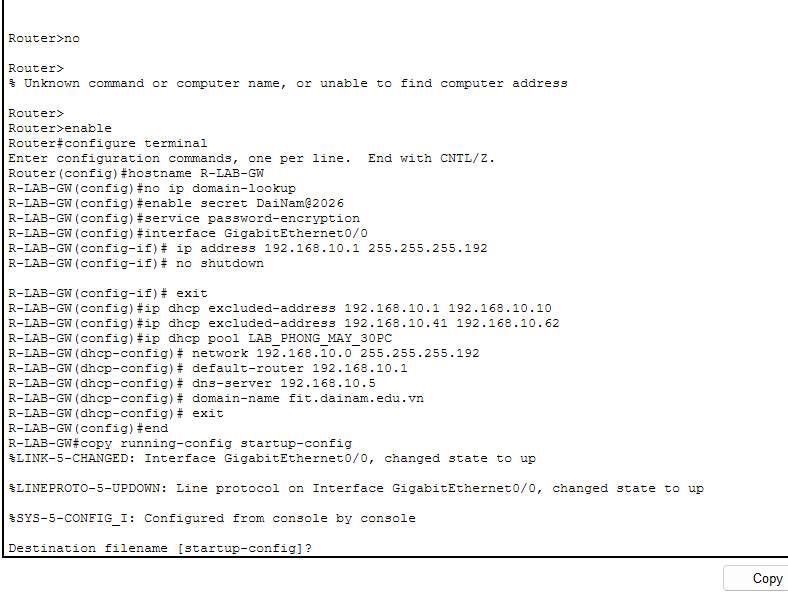 Router>no
Router>
% Unknown command or computer name, or unable to find computer address
Router>
Router>enable
Router#configure terminal
Enter configuration commands, one per line.  End with CNTL/Z.
Router(config)#hostname R-LAB-GW
R-LAB-GW(config)#no ip domain-lookup
R-LAB-GW(config)#enable secret DaiNam@2026
R-LAB-GW(config)#service password-encryption
R-LAB-GW(config)#interface GigabitEthernet0/0
R-LAB-GW(config-if)# ip address 192.168.10.1 255.255.255.192
R-LAB-GW(config-if)# no shutdown
R-LAB-GW(config-if)# exit
R-LAB-GW(config)#ip dhcp excluded-address 192.168.10.1 192.168.10.10
R-LAB-GW(config)#ip dhcp excluded-address 192.168.10.41 192.168.10.62
R-LAB-GW(config)#ip dhcp pool LAB_PHONG_MAY_30PC
R-LAB-GW(dhcp-config)# network 192.168.10.0 255.255.255.192
R-LAB-GW(dhcp-config)# default-router 192.168.10.1
R-LAB-GW(dhcp-config)# dns-server 192.168.10.5
R-LAB-GW(dhcp-config)# domain-name fit.dainam.edu.vn
R-LAB-GW(dhcp-config)# exit
R-LAB-GW(config)#end
R-LAB-GW#copy running-config startup-config
%LINK-5-CHANGED: Interface GigabitEthernet0/0, changed state to up
%LINEPROTO-5-UPDOWN: Line protocol on Interface GigabitEthernet0/0, changed state to up
%SYS-5-CONFIG_I: Configured from console by console
Destination filename [startup-config]?
Copy